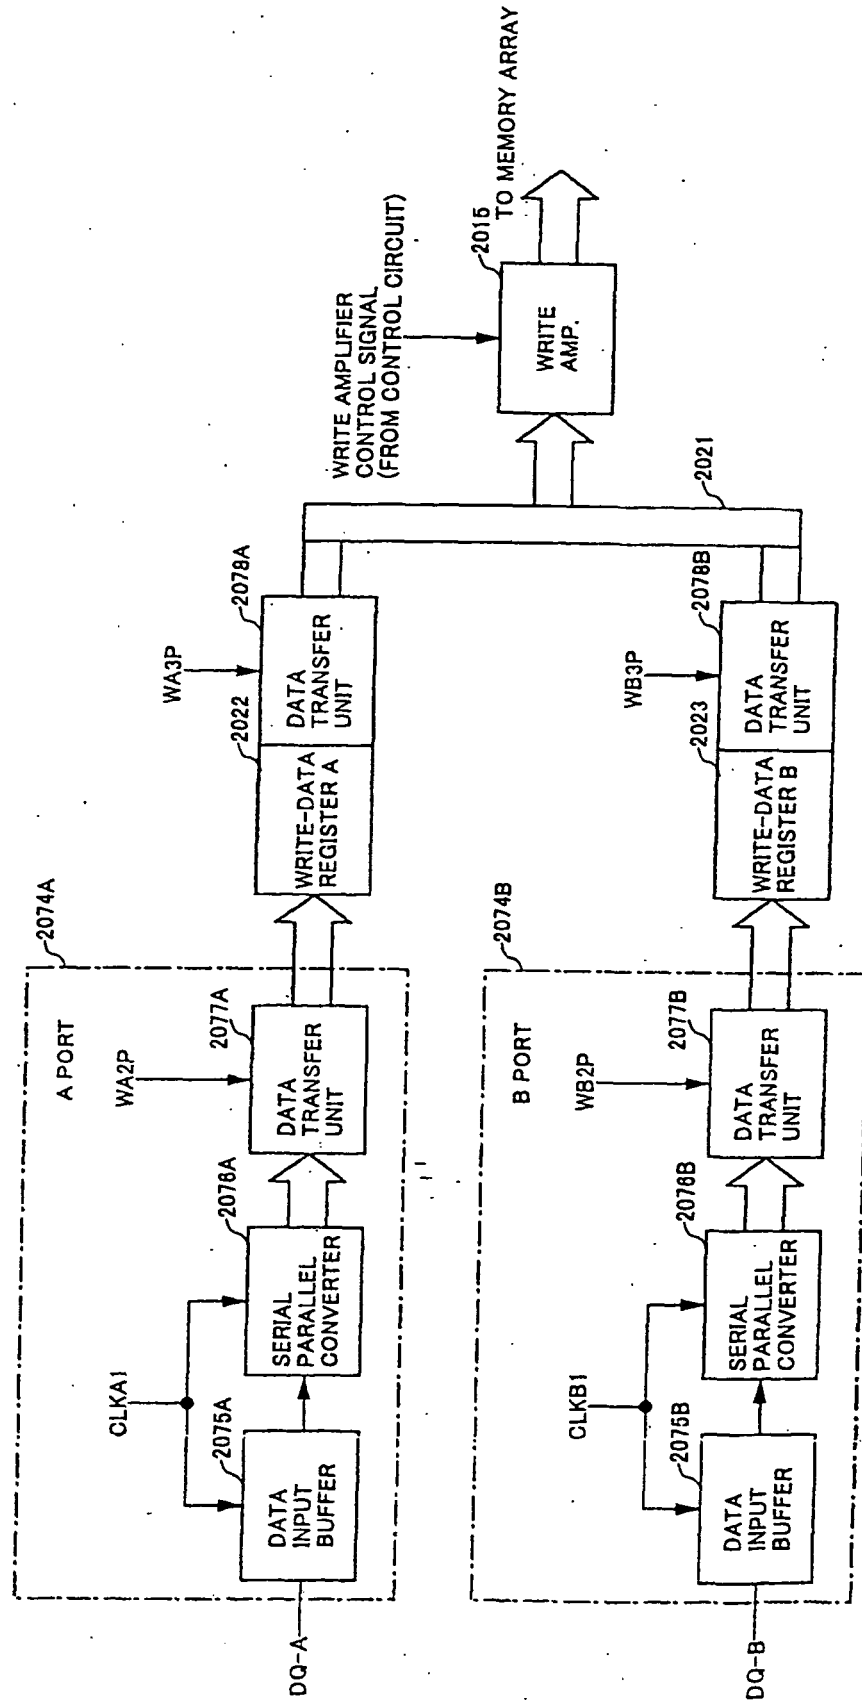 2074A
A PORT
DQ-A
2075A
DATA
INPUT
BUFFER
CLKA1
2076A
SERIAL
PARALLEL
CONVERTER
WA2P
2077A
DATA
TRANSFER
UNIT
2022
WRITE-DATA
REGISTER A
WA3P
2078A
DATA
TRANSFER
UNIT
WRITE AMPLIFIER
CONTROL SIGNAL
(FROM CONTROL CIRCUIT)
2015
WRITE
AMP.
TO MEMORY ARRAY
2021
2074B
B PORT
DQ-B
2075B
DATA
INPUT
BUFFER
CLKB1
2076B
SERIAL
PARALLEL
CONVERTER
WB2P
2077B
DATA
TRANSFER
UNIT
2023
WRITE-DATA
REGISTER B
WB3P
2078B
DATA
TRANSFER
UNIT